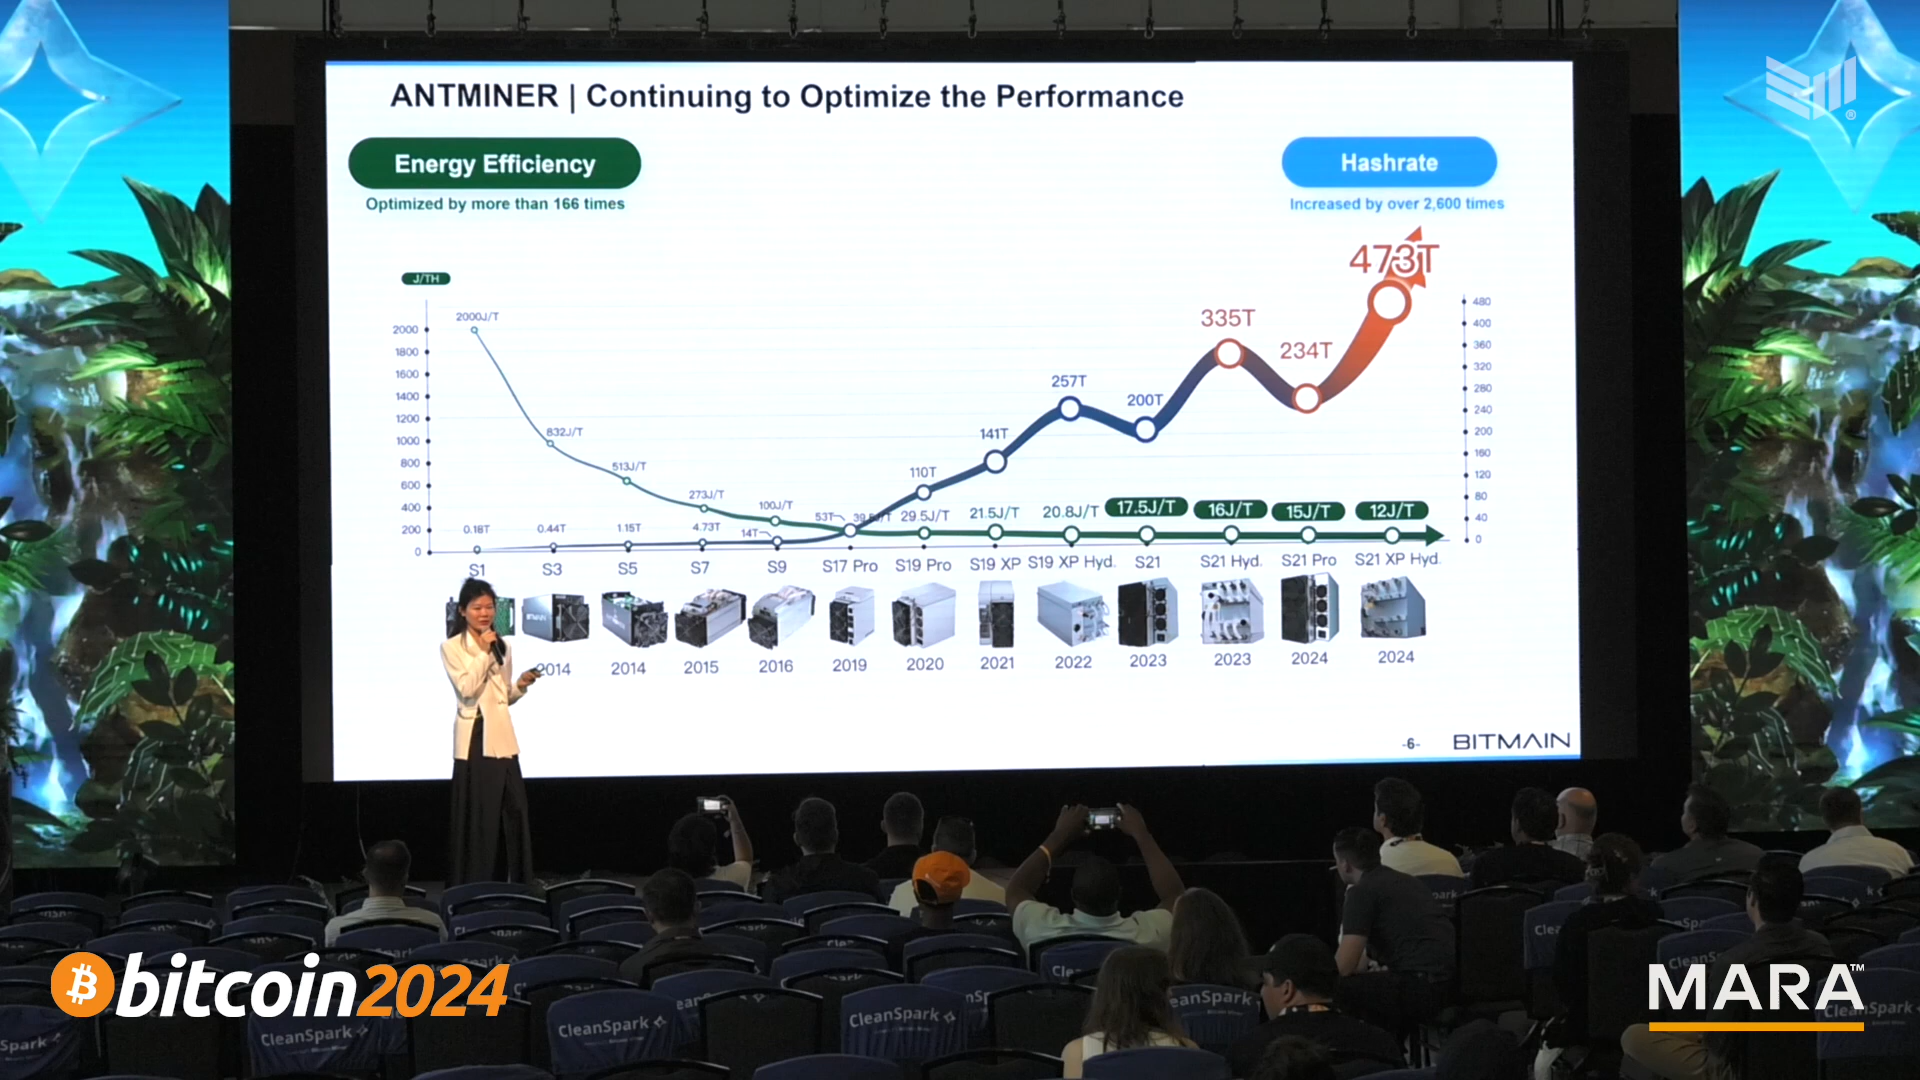 ANTMINER | Continuing to Optimize the Performance
Energy Efficiency
Hashrate
Optimized by more than 166 times
Increased by over 2,600 times
J/TH
473T
2000J/T
335T
234T
257T
200T
832J/T
141T
513J/T
110T
273J/T
100J/T
53T
29.5J/T
21.5J/T
20.8J/T
17.5J/T
16J/T
15J/T
12J/T
0.18T
0.44T
1.15T
4.73T
14T
2000
1800
1600
1400
1200
1000
800
600
400
200
0
480
400
360
320
280
240
200
160
120
80
40
0
S1
S3
S5
S7
S9
S17 Pro
S19 Pro
S19 XP
S19 XP Hyd.
S21
S21 Hyd.
S21 Pro
S21 XP Hyd.
BITMAIN
2014
2014
2015
2016
2019
2020
2021
2022
2023
2023
2024
2024
-6-
BITMAIN
bitcoin2024
MARA™
CleanSpark
CleanSpark
CleanSpark